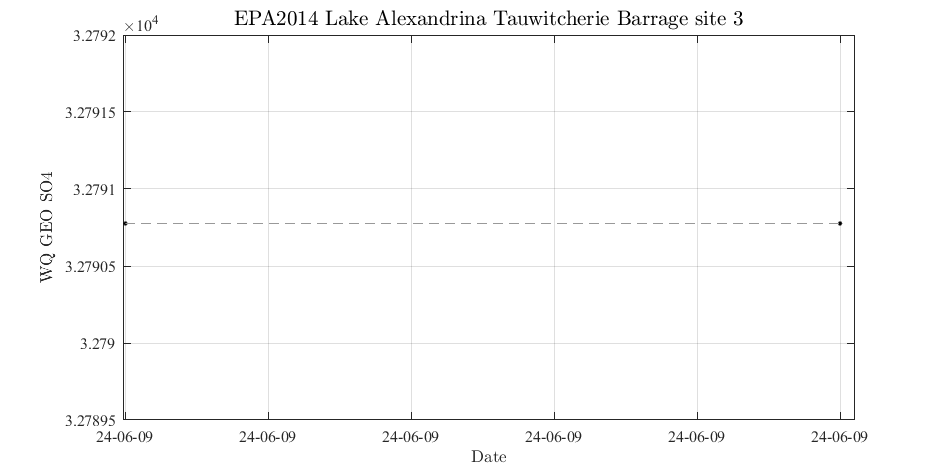 EPA2014 Lake Alexandrina Tauwitcherie Barrage site 3
×10⁴
3.2792
3.27915
3.2791
3.27905
3.279
3.27895
WQ GEO SO4
24-06-09 24-06-09 24-06-09 24-06-09 24-06-09 24-06-09
Date